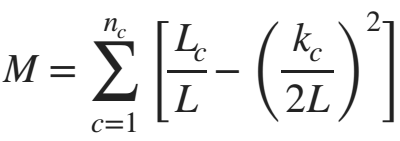 $M = \sum_{c=1}^{n_c} \left[ \frac{L_c}{L} - \left( \frac{k_c}{2L} \right)^2 \right]$